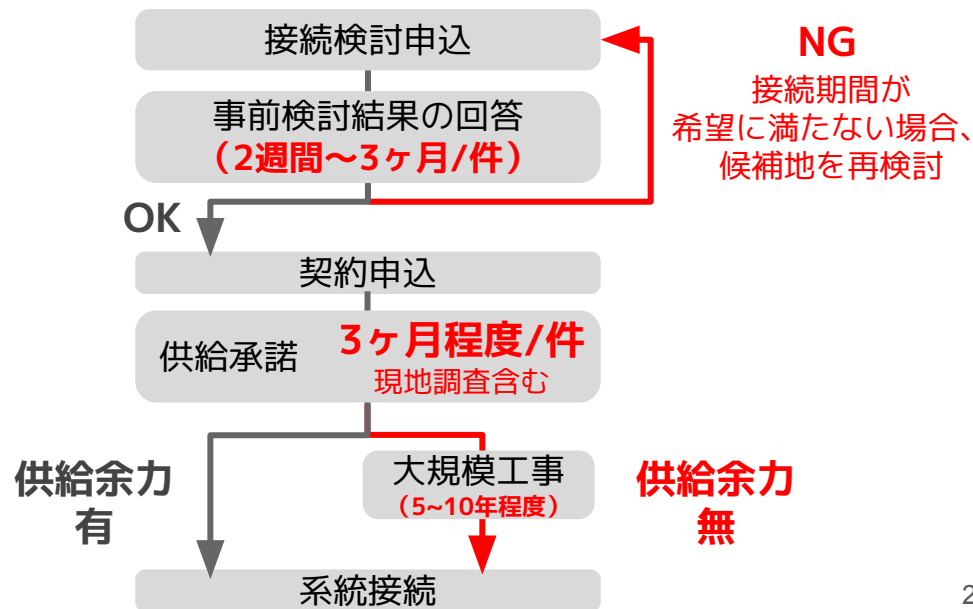 接続検討申込
NG
接続期間が
希望に満たない場合、
候補地を再検討
事前検討結果の回答
（2週間～3ヶ月/件）
OK
契約申込
供給承諾
3ヶ月程度/件
現地調査含む
供給余力
有
大規模工事
（5~10年程度）
供給余力
無
系統接続
2